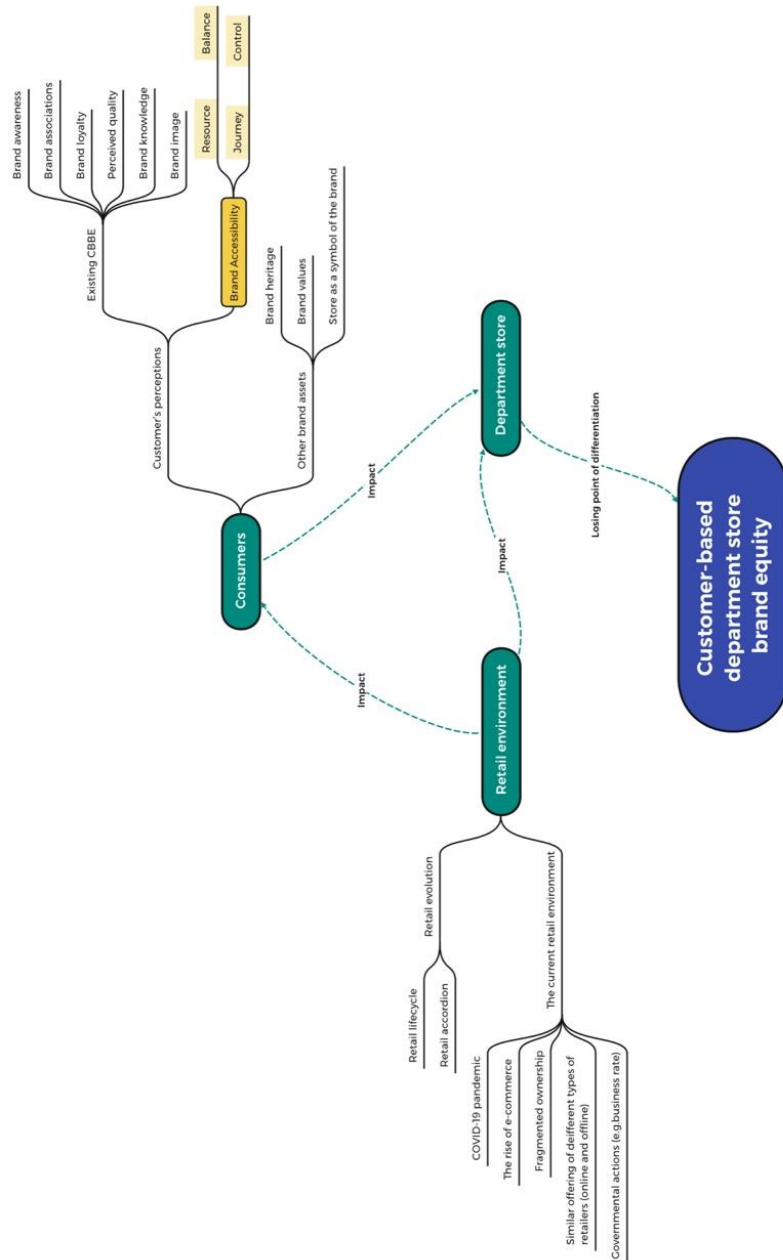 Brand awareness
Brand associations
Brand loyalty
Perceived quality
Brand knowledge
Brand image
Existing CBBE
Resource
Balance
Journey
Control
Brand Accessibility
Customer's perceptions
Brand heritage
Brand values
Store as a symbol of the brand
Other brand assets
Consumers
Impact
Impact
Impact
Department store
Losing point of differentiation
Retail environment
Retail evolution
Retail lifecycle
Retail accordion
The current retail environment
COVID-19 pandemic
The rise of e-commerce
Fragmented ownership
Similar offering of deifferent types of
retailers (online and offline)
Governmental actions (e.g.business rate)
Customer-based
department store
brand equity